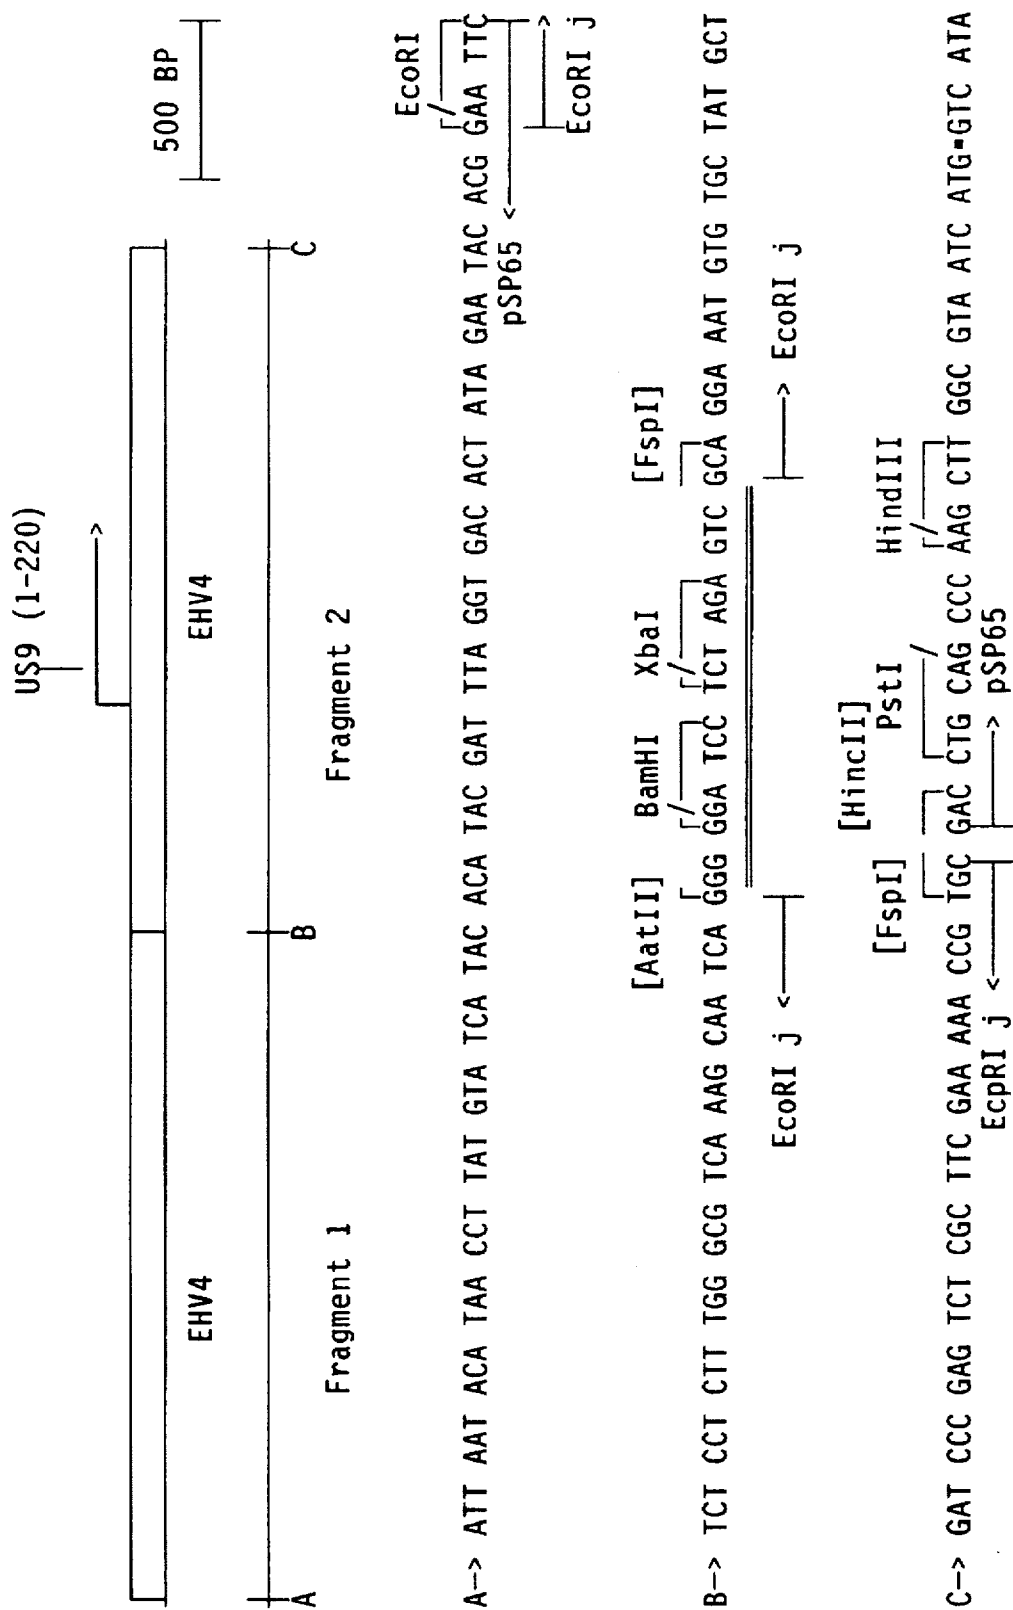 US9 (1-220)
500 BP
EHV4 EHV4
A B C
Fragment 1 Fragment 2
EcoRI
A--> ATT AAT ACA TAA CCT TAT GTA TCA TAC ACA TAC GAT TTA GGT GAC ACT ATA GAA TAC ACG GAA TTC
pSP65 <
>
EcoRI j
[AatII] BamHI XbaI [FspI]
B--> TCT CCT CTT TGG GCG TCA AAG CAA TCA GGG GGA TCC TCT AGA GTC GCA GGA AAT GTG TGC TAT GCT
EcoRI j < > EcoRI j
[HincII]
[FspI] PstI HindIII
C--> GAT CCC GAG TCT CGC TTC GAA AAA CCG TGC GAC CTG CAG CCC AAG CTT GGC GTA ATC ATG GTC ATA
< > pSP65
EcpRI j